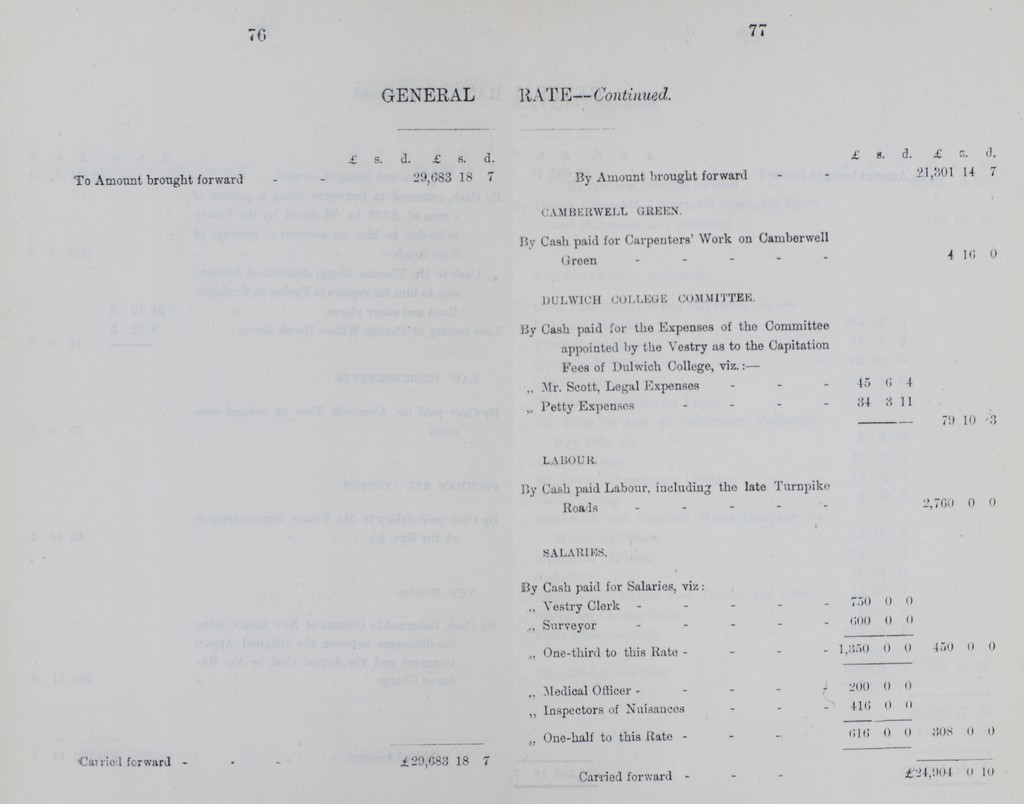 76
GENERAL
£ s. d. £ s. d.
To Amount brought forward - - 29,683 18 7
Carried forward - - - £29,683 18 7
77
RATE—Continued.
£ s. d. £ s. d.
By Amount brought forward - - 21,301 14 7
CAMBERWELL GREEN.
By Cash paid for Carpenters' Work on Camberwell
Green - - - - - 4 16 0
DULWICH COLLEGE COMMITTEE.
By Cash paid for the Expenses of the Committee
appointed by the Vestry as to the Capitation
Fees of Dulwich College, viz.:—
„ Mr. Scott, Legal Expenses - - - 45 6 4
„ Petty Expenses - - - - 34 3 11
79 10 3
LABOUR.
By Cash paid Labour, including the late Turnpike
Roads - - - - - 2,760 0 0
SALARIES.
By Cash paid for Salaries, viz:
„ Vestry Clerk - - - - - 750 0 0
„ Surveyor - - - - 600 0 0
„ One-third to this Rate - - - - 1,350 0 0 450 0 0
„ Medical Officer - - - - - 200 0 0
„ Inspectors of Nuisances - - - 416 0 0
„ One-half to this Rate - - - 616 0 0 308 0 0
Carried forward - - - £24,904 0 10